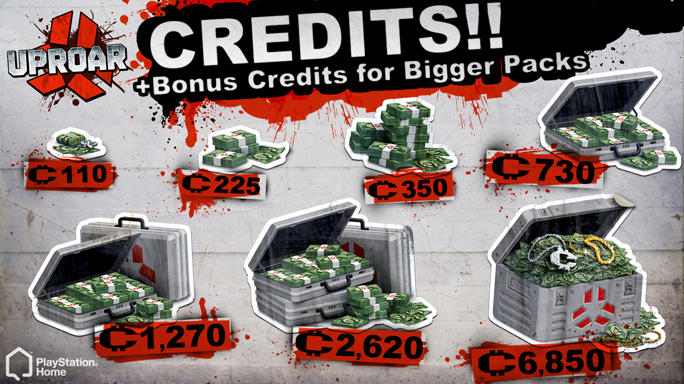 UPROAR
CREDITS!!
+Bonus Credits for Bigger Packs
110
225
350
730
1,270
2,620
6,850
PlayStation®
Home